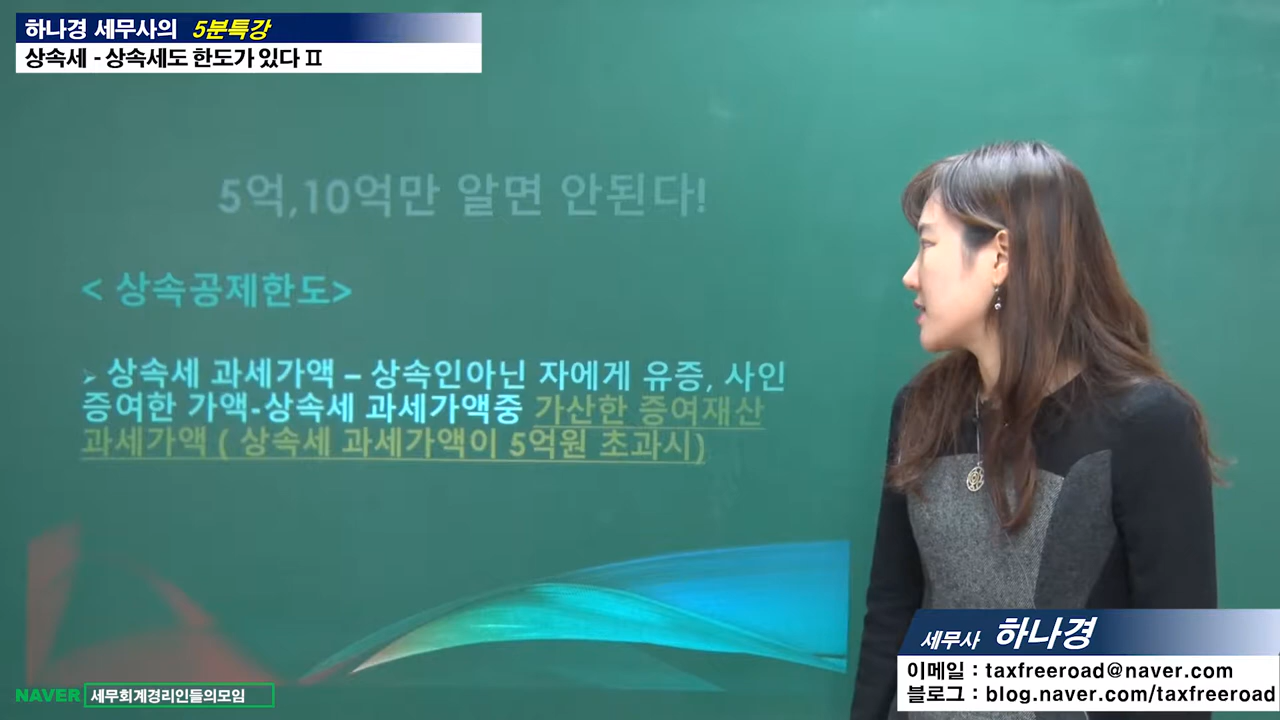 하나경 세무사의 5분특강
상속세 - 상속세도 한도가 있다 Ⅱ
5억,10억만 알면 안된다!
< 상속공제한도>
➢ 상속세 과세가액 – 상속인아닌 자에게 유증, 사인
증여한 가액-상속세 과세가액중 가산한 증여재산
과세가액 ( 상속세 과세가액이 5억원 초과시)
세무사 하나경
이메일 : taxfreeroad@naver.com
블로그 : blog.naver.com/taxfreeroad
NAVER 세무회계경리인들의모임